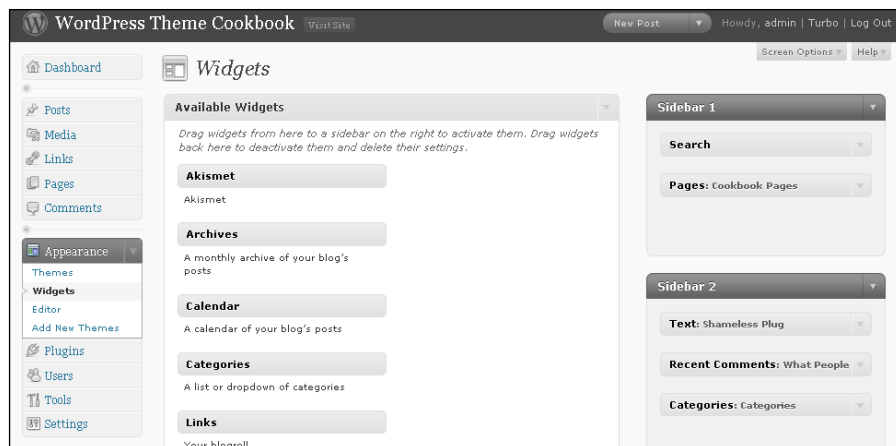 WordPress Theme Cookbook Visit Site
New Post
Howdy, admin | Turbo | Log Out
Screen Options
Help
Dashboard
Posts
Media
Links
Pages
Comments
Appearance
Themes
Widgets
Editor
Add New Themes
Plugins
Users
Tools
Settings
Widgets
Available Widgets
Drag widgets from here to a sidebar on the right to activate them. Drag widgets
back here to deactivate them and delete their settings.
Akismet
Akismet
Archives
A monthly archive of your blog's
posts
Calendar
A calendar of your blog's posts
Categories
A list or dropdown of categories
Links
Your blogroll
Sidebar 1
Search
Pages: Cookbook Pages
Sidebar 2
Text: Shameless Plug
Recent Comments: What People
Categories: Categories